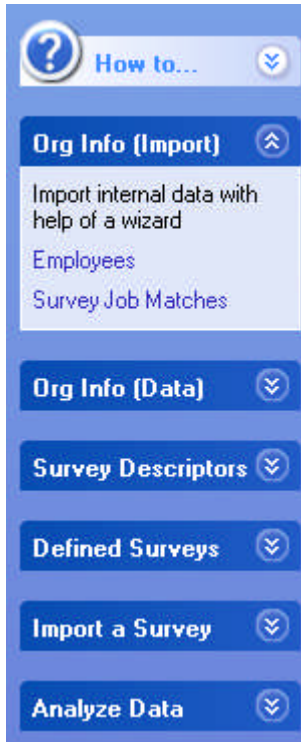 How to...
Org Info (Import)
Import internal data with
help of a wizard
Employees
Survey Job Matches
Org Info (Data)
Survey Descriptors
Defined Surveys
Import a Survey
Analyze Data